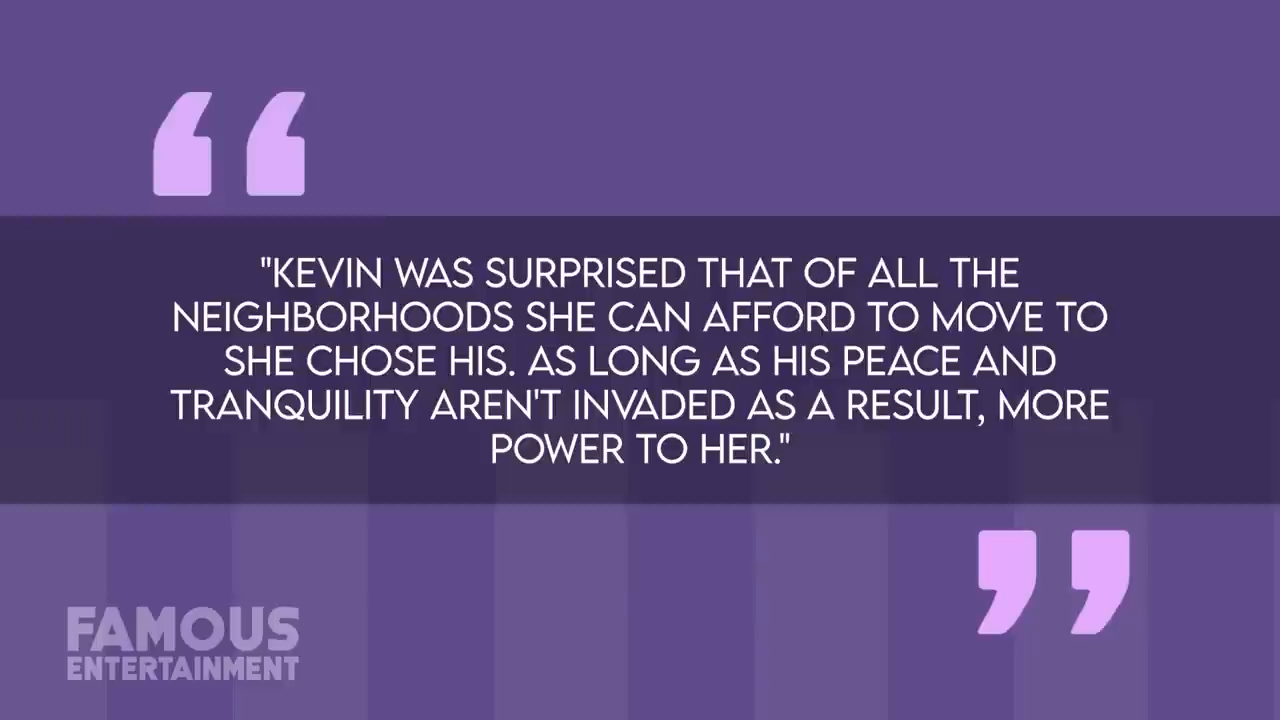 "KEVIN WAS SURPRISED THAT OF ALL THE
NEIGHBORHOODS SHE CAN AFFORD TO MOVE TO
SHE CHOSE HIS. AS LONG AS HIS PEACE AND
TRANQUILITY AREN'T INVADED AS A RESULT, MORE
POWER TO HER."
FAMOUS
ENTERTAINMENT